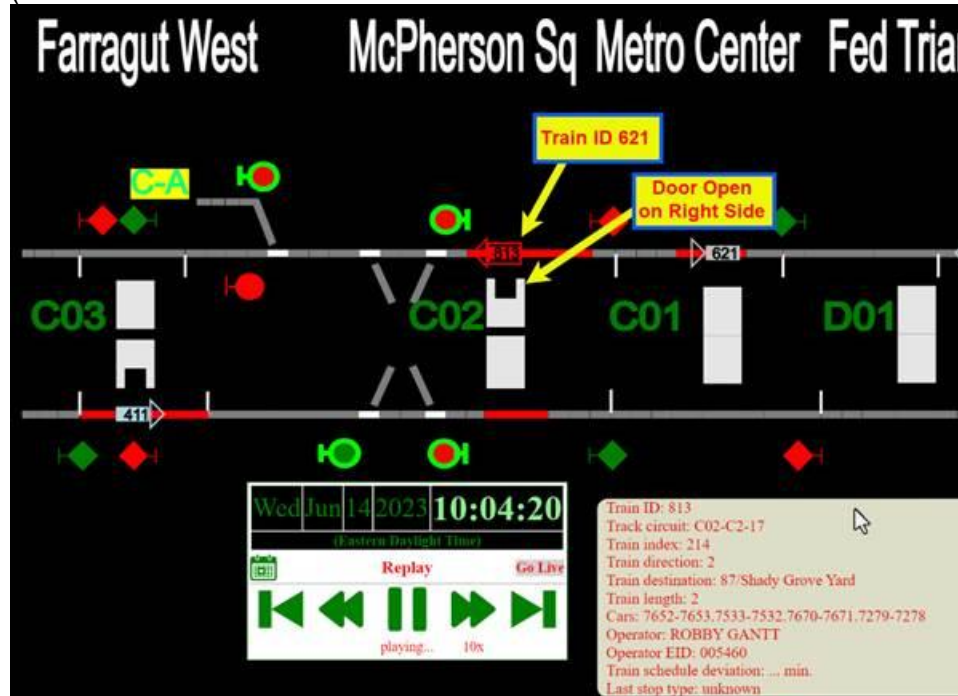 Farragut West McPherson Sq Metro Center Fed Tria
Train ID 621
C-A
Door Open
on Right Side
813
621
C03 C02 C01 D01
411
Wed Jun 14 2023 10:04:20
(Eastern Daylight Time)
Replay Go Live
playing... 10x
Train ID: 813
Track circuit: C02-C2-17
Train index: 214
Train direction: 2
Train destination: 87/Shady Grove Yard
Train length: 2
Cars: 7652-7653.7533-7532.7670-7671.7279-7278
Operator: ROBBY GANTT
Operator EID: 005460
Train schedule deviation: ... min.
Last stop type: unknown